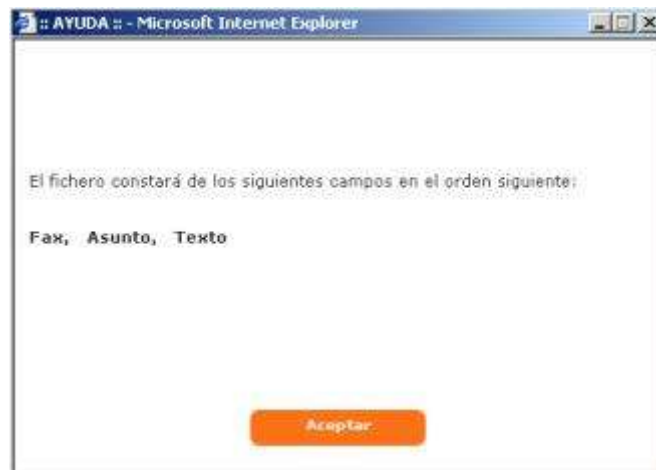 :: AYUDA :: - Microsoft Internet Explorer
El fichero constará de los siguientes campos en el orden siguiente:
Fax, Asunto, Texto
Aceptar